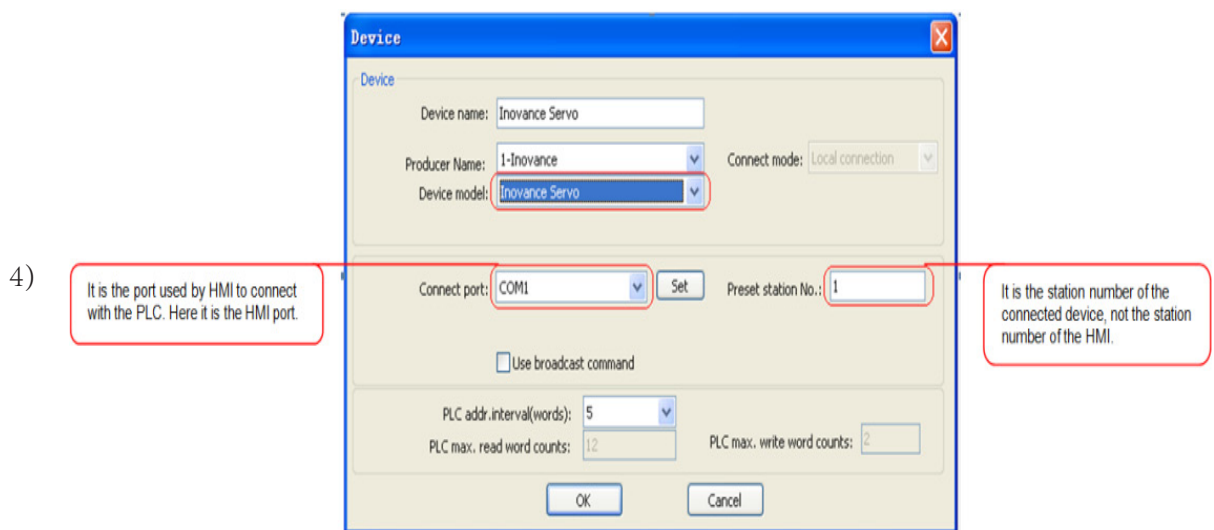 Device
Device
Device name: Inovance Servo
Producer Name: 1-Inovance Connect mode: Local connection
Device model: Inovance Servo
4)
It is the port used by HMI to connect
with the PLC. Here it is the HMI port.
Connect port: COM1 Set Preset station No.: 1
It is the station number of the
connected device, not the station
number of the HMI.
Use broadcast command
PLC addr.interval(words): 5
PLC max. read word counts: 12 PLC max. write word counts: 2
OK Cancel